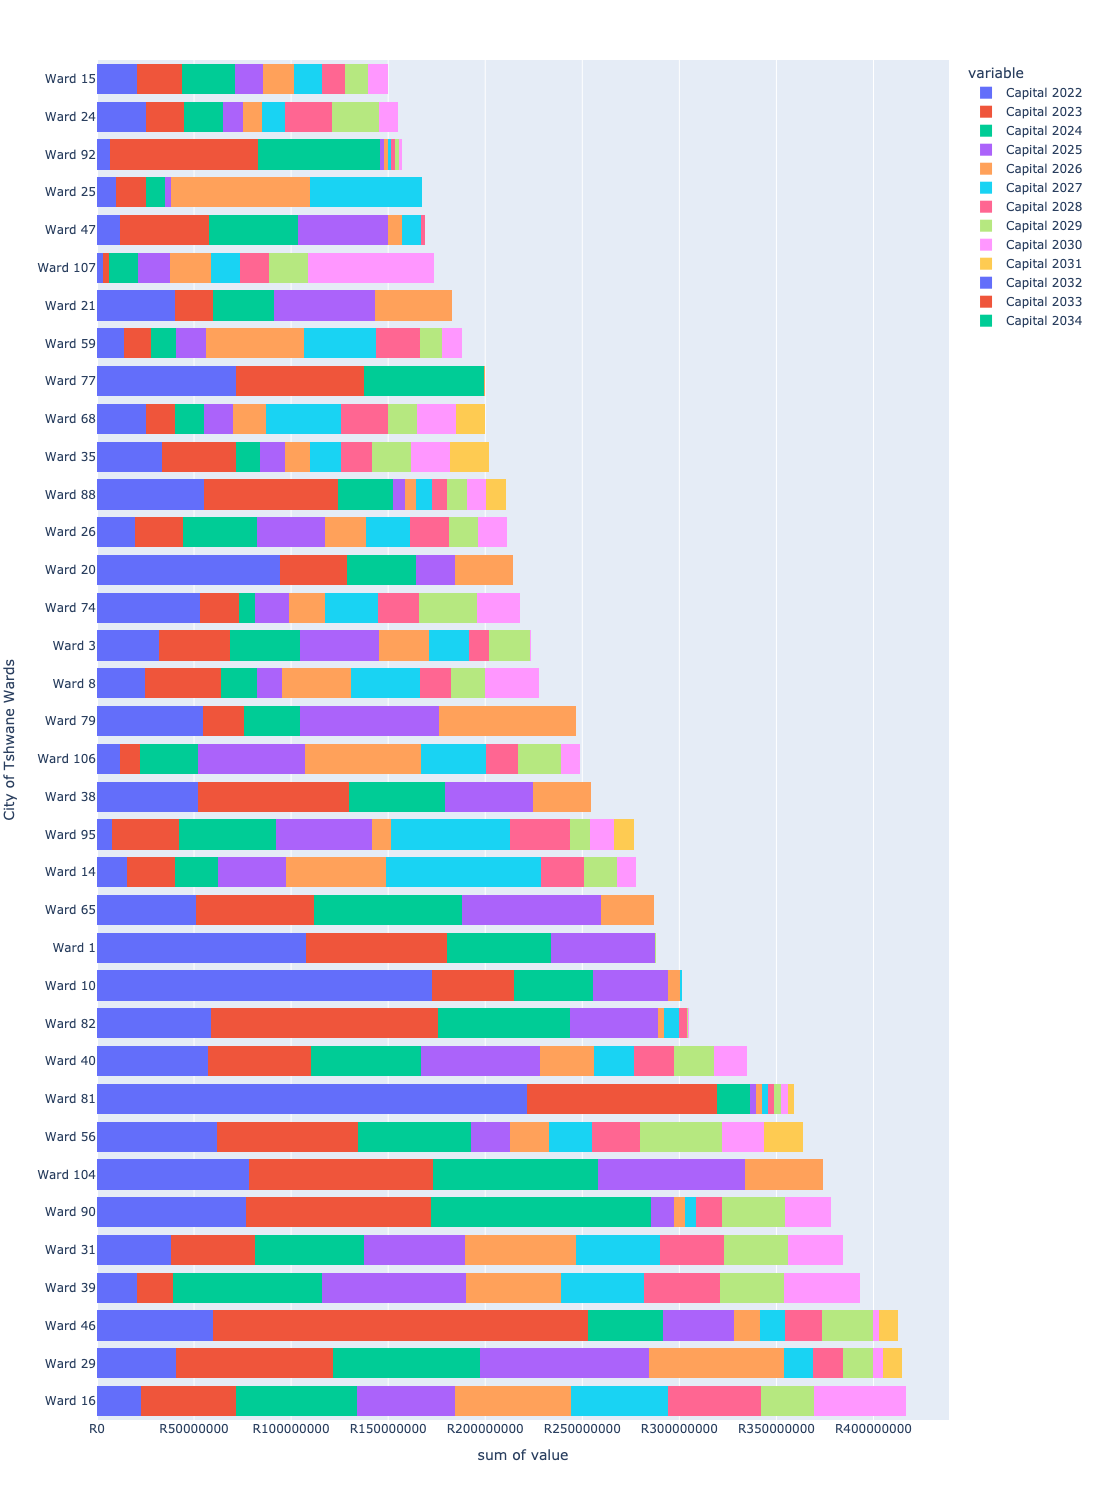 variable
Capital 2022
Capital 2023
Capital 2024
Capital 2025
Capital 2026
Capital 2027
Capital 2028
Capital 2029
Capital 2030
Capital 2031
Capital 2032
Capital 2033
Capital 2034
City of Tshwane Wards
Ward 15
Ward 24
Ward 92
Ward 25
Ward 47
Ward 107
Ward 21
Ward 59
Ward 77
Ward 68
Ward 35
Ward 88
Ward 26
Ward 20
Ward 74
Ward 3
Ward 8
Ward 79
Ward 106
Ward 38
Ward 95
Ward 14
Ward 65
Ward 1
Ward 10
Ward 82
Ward 40
Ward 81
Ward 56
Ward 104
Ward 90
Ward 31
Ward 39
Ward 46
Ward 29
Ward 16
R0 R50000000 R100000000 R150000000 R200000000 R250000000 R300000000 R350000000 R400000000
sum of value